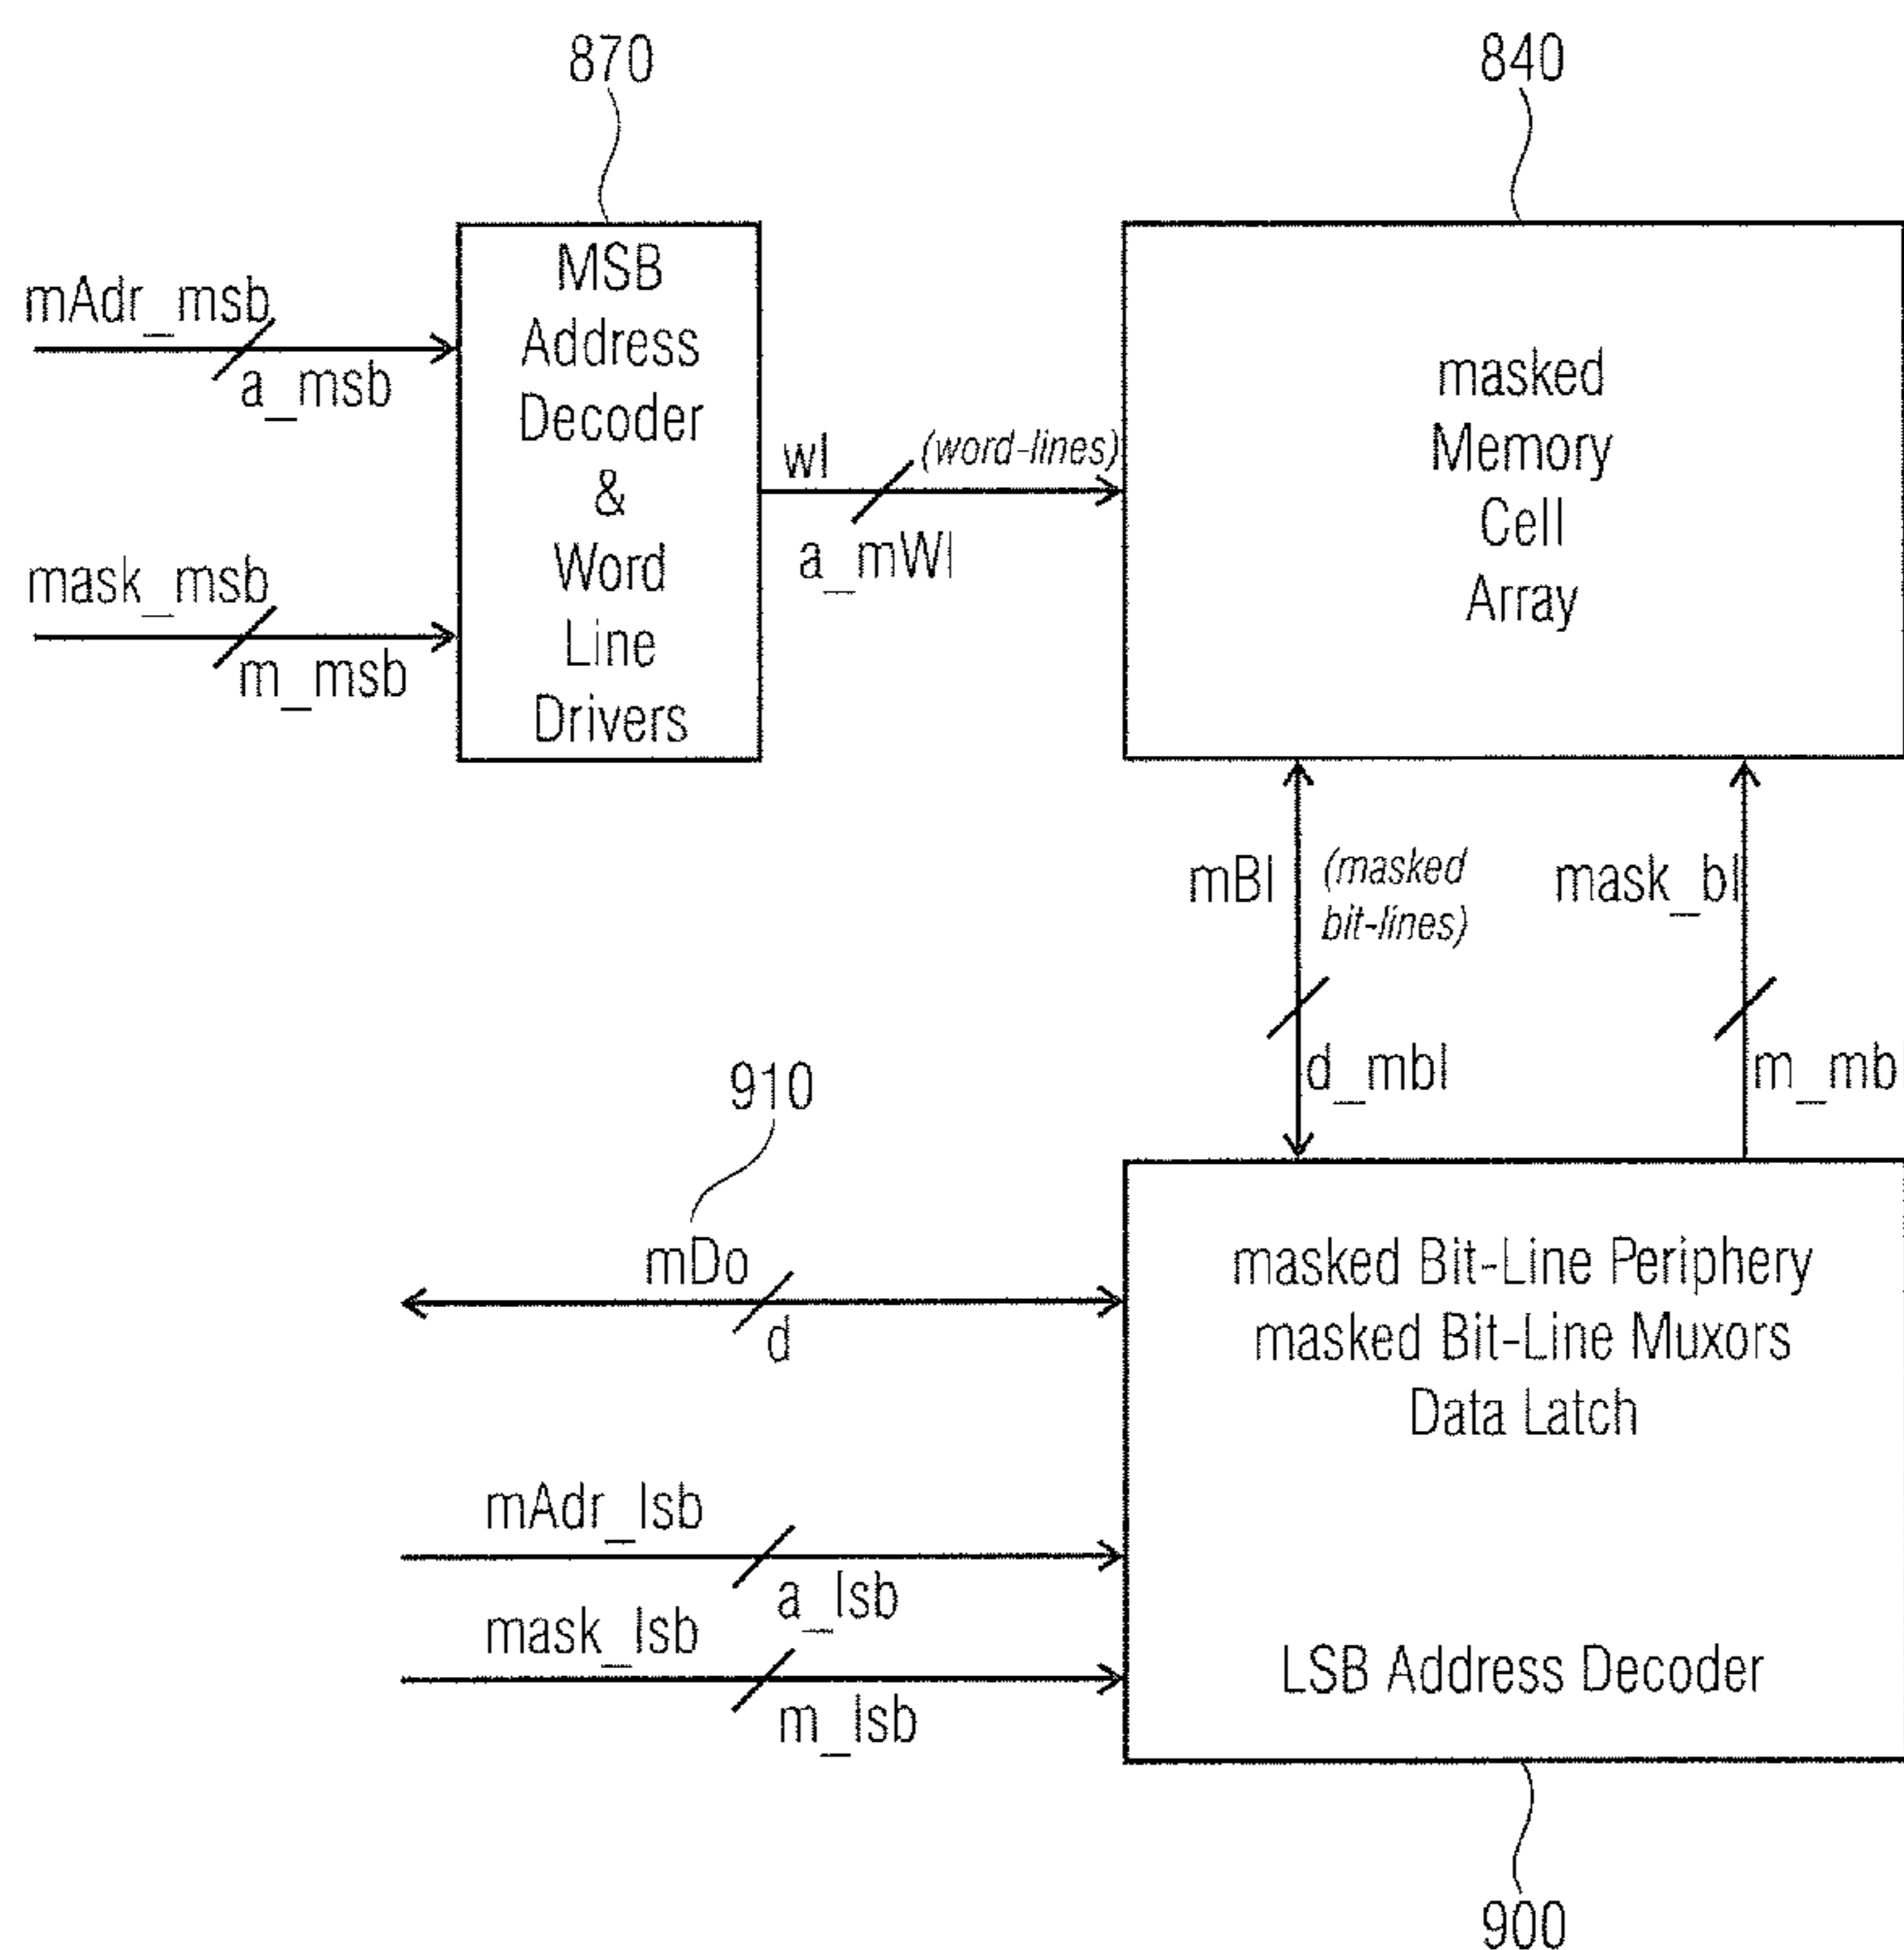 870
840
MSB
Address
Decoder
&
Word
Line
Drivers
mAdr_msb
a_msb
mask_msb
m_msb
wl
(word-lines)
a_mWl
masked
Memory
Cell
Array
mBl
(masked
bit-lines)
mask_bl
d_mbl
m_mb
910
mDo
d
masked Bit-Line Periphery
masked Bit-Line Muxors
Data Latch
mAdr_lsb
a_lsb
mask_lsb
m_lsb
LSB Address Decoder
900